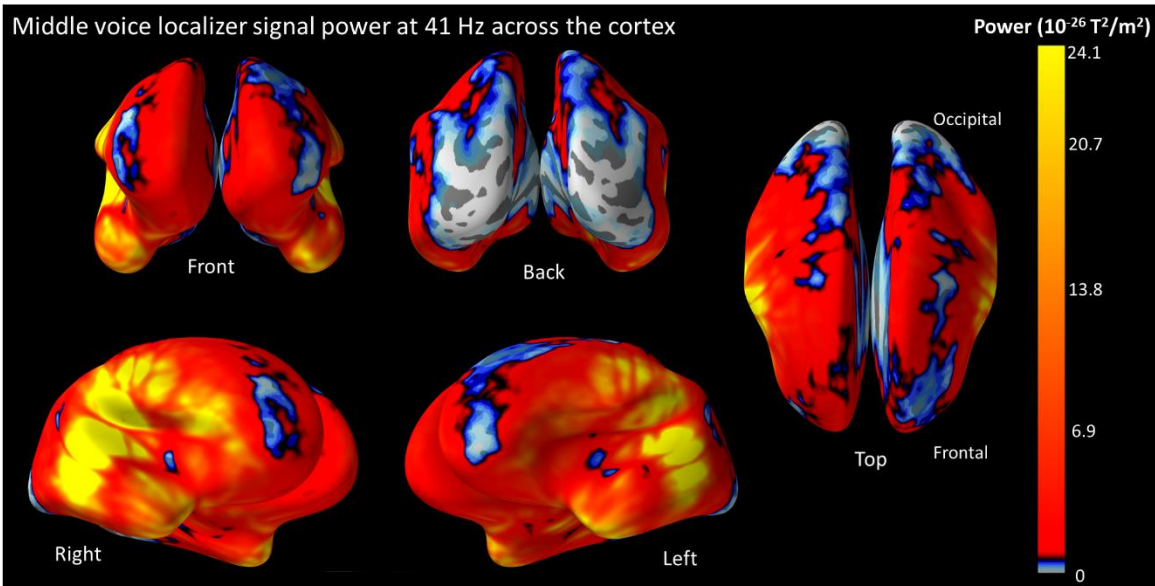 Middle voice localizer signal power at 41 Hz across the cortex
Power (10⁻²⁶ T²/m²)
24.1
20.7
13.8
6.9
0
Front
Back
Occipital
Frontal
Top
Right
Left